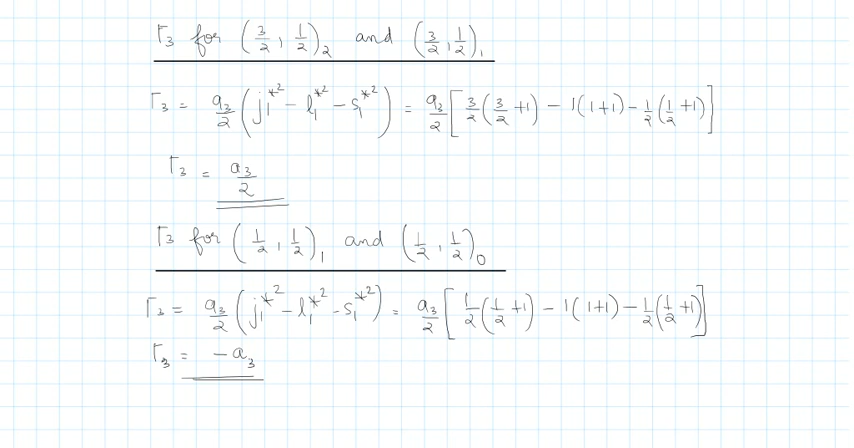 Γ₃ for (3/2, 1/2)₂ and (3/2, 1/2)₁
Γ₃ = a₃/2 (j₁*² − l₁*² − s₁*²) = a₃/2 [3/2 (3/2 + 1) − 1(1+1) − 1/2 (1/2 + 1)]
Γ₃ = a₃/2
Γ₃ for (1/2, 1/2)₁ and (1/2, 1/2)₀
Γ₃ = a₃/2 (j₁*² − l₁*² − s₁*²) = a₃/2 [1/2 (1/2 + 1) − 1(1+1) − 1/2 (1/2 + 1)]
Γ₃ = −a₃